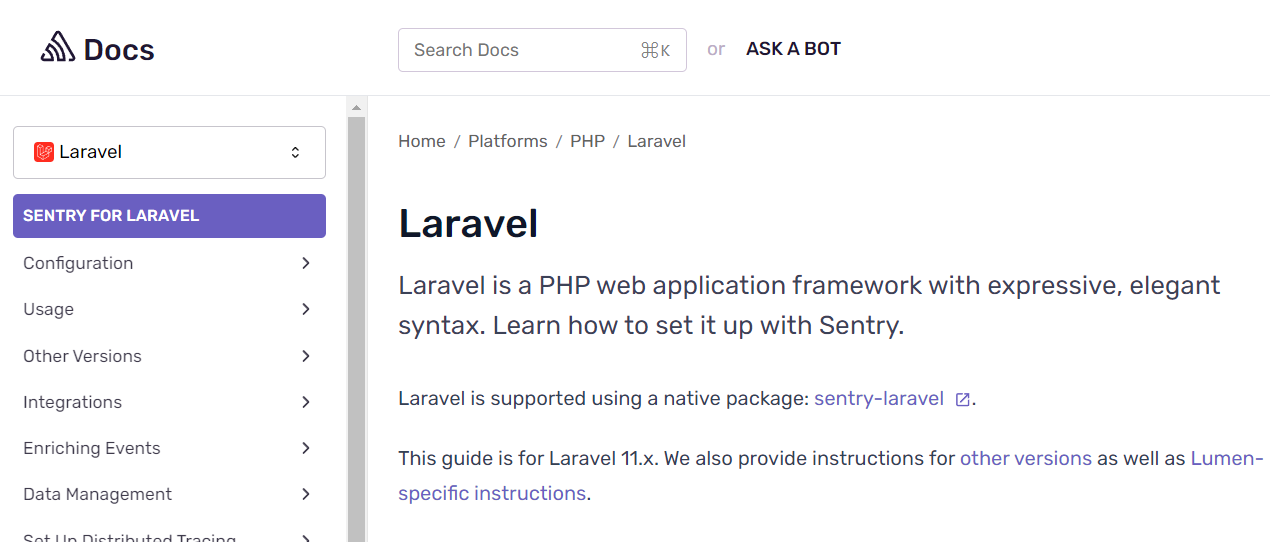 Docs
Search Docs ⌘K or ASK A BOT
Laravel
SENTRY FOR LARAVEL
Configuration
Usage
Other Versions
Integrations
Enriching Events
Data Management
Set Up Distributed Tracing
Home / Platforms / PHP / Laravel
Laravel
Laravel is a PHP web application framework with expressive, elegant
syntax. Learn how to set it up with Sentry.
Laravel is supported using a native package: sentry-laravel.
This guide is for Laravel 11.x. We also provide instructions for other versions as well as Lumen-
specific instructions.